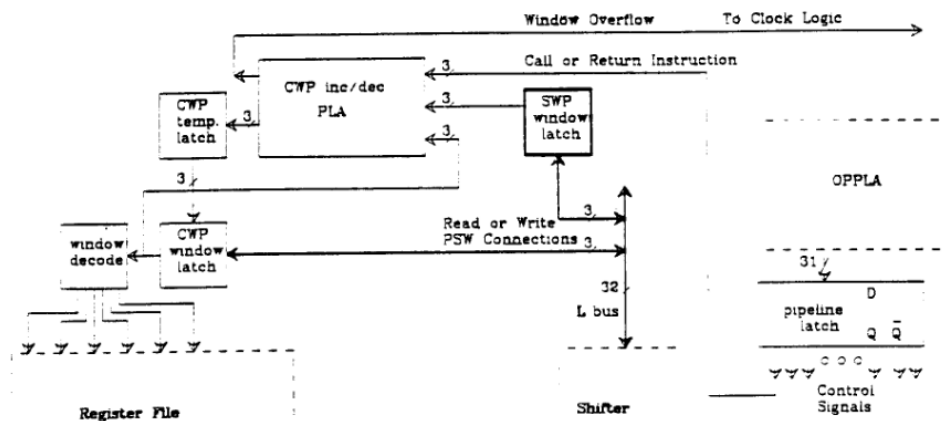 Window Overflow
To Clock Logic
3
Call or Return Instruction
CWP inc/dec
PLA
CWP
temp.
latch
3
3
SWP
window
latch
3
3
OPPLA
3
Read or Write
PSW Connections
3
window
decode
CWP
window
latch
32
L bus
31
D
pipeline
latch
Q Q̄
Register File
Shifter
Control
Signals